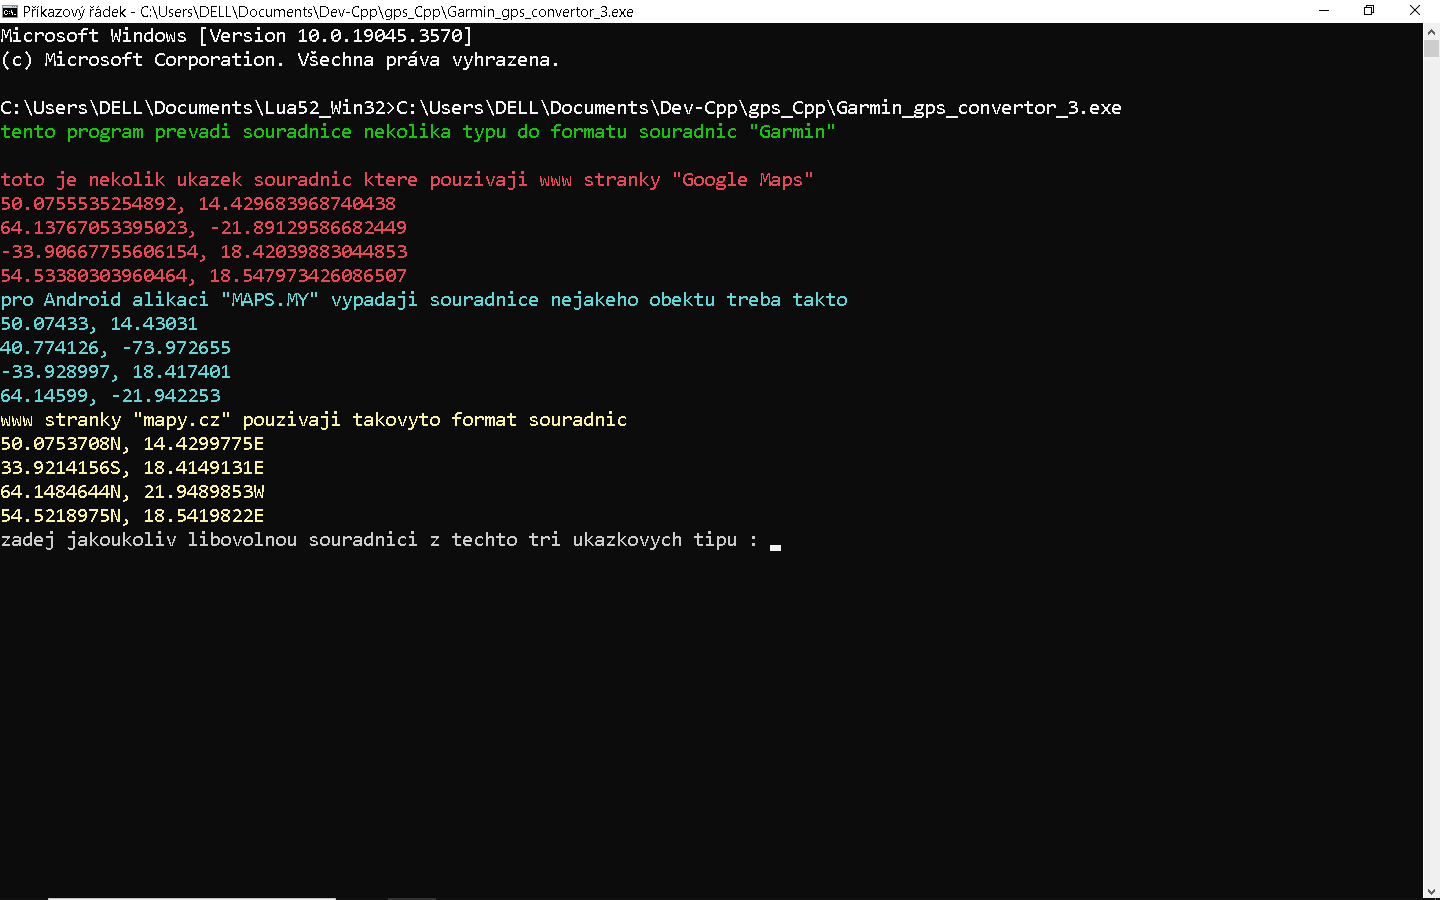 Příkazový řádek - C:\Users\DELL\Documents\Dev-Cpp\gps_Cpp\Garmin_gps_convertor_3.exe
Microsoft Windows [Version 10.0.19045.3570]
(c) Microsoft Corporation. Všechna práva vyhrazena.
C:\Users\DELL\Documents\Lua52_Win32>C:\Users\DELL\Documents\Dev-Cpp\gps_Cpp\Garmin_gps_convertor_3.exe
tento program prevadi souradnice nekolika typu do formatu souradnic "Garmin"
toto je nekolik ukazek souradnic ktere pouzivaji www stranky "Google Maps"
50.0755535254892, 14.429683968740438
64.13767053395023, -21.89129586682449
-33.90667755606154, 18.42039883044853
54.53380303960464, 18.547973426086507
pro Android alikaci "MAPS.MY" vypadaji souradnice nejakeho obektu treba takto
50.07433, 14.43031
40.774126, -73.972655
-33.928997, 18.417401
64.14599, -21.942253
www stranky "mapy.cz" pouzivaji takovyto format souradnic
50.0753708N, 14.4299775E
33.9214156S, 18.4149131E
64.1484644N, 21.9489853W
54.5218975N, 18.5419822E
zadej jakoukoliv libovolnou souradnici z techto tri ukazkovych tipu :